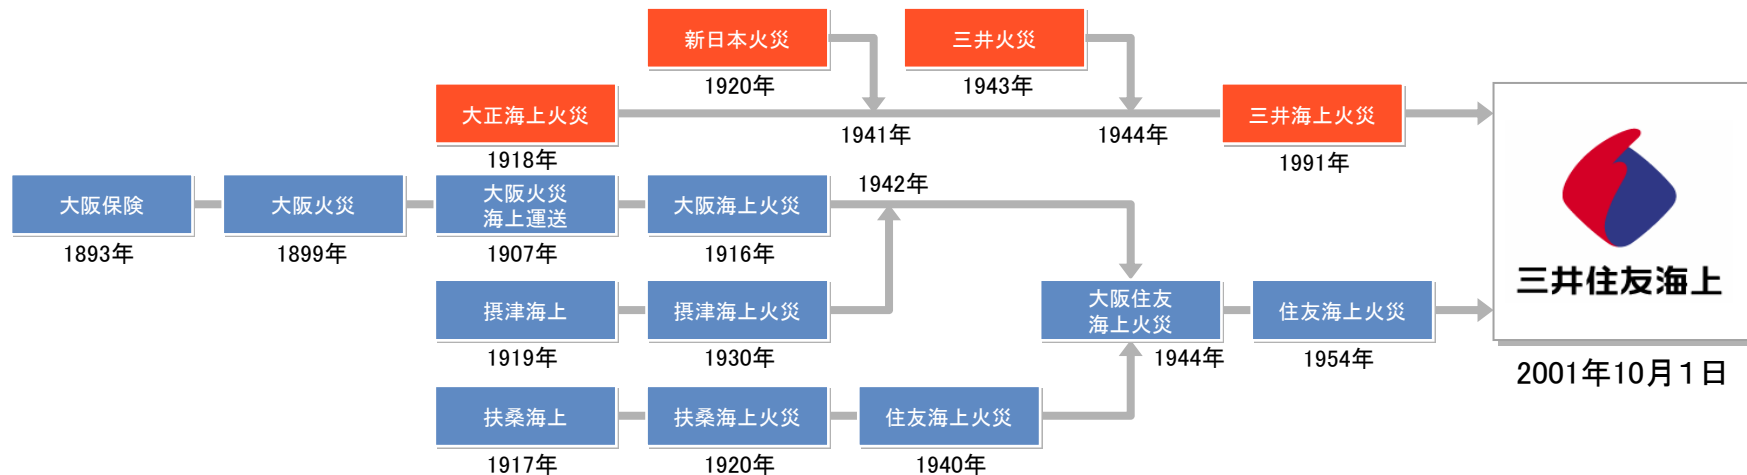 新日本火災
1920年
三井火災
1943年
大正海上火災
1918年
1941年
1944年
三井海上火災
1991年
大阪保険
1893年
大阪火災
1899年
大阪火災
海上運送
1907年
大阪海上火災
1916年
1942年
摂津海上
1919年
摂津海上火災
1930年
大阪住友
海上火災
1944年
住友海上火災
1954年
扶桑海上
1917年
扶桑海上火災
1920年
住友海上火災
1940年
三井住友海上
2001年10月1日